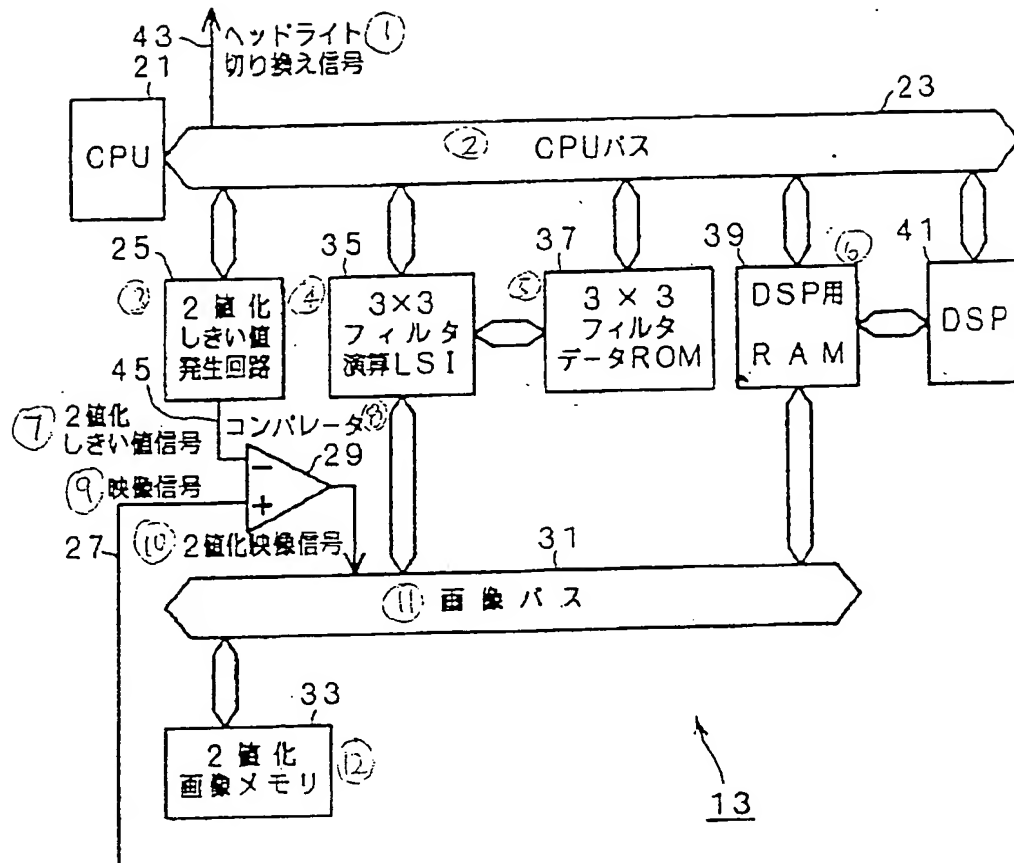 43 ヘッドライト ①
21 切り換え信号
23
CPU
② CPUバス
25
35
37
39 ⑥
41
③ 2値化
しきい値
発生回路
④ 3×3
フィルタ
演算LSI
⑤ 3×3
フィルタ
データROM
DSP用
RAM
DSP
45
⑦ 2値化
しきい値信号
コンパレータ ⑧
29
−
+
⑨ 映像信号
27
⑩ 2値化映像信号
31
⑪ 画像バス
33
2値化
画像メモリ ⑫
13